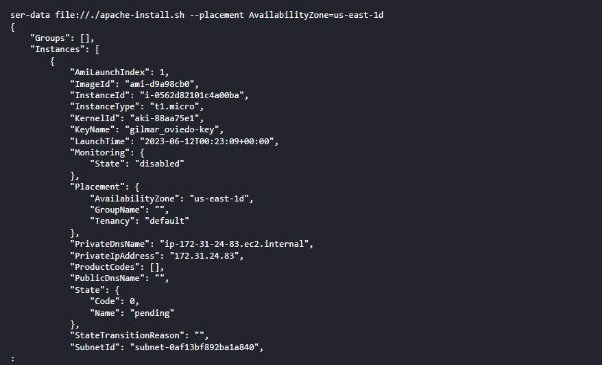 ser-data file://./apache-install.sh --placement AvailabilityZone=us-east-1d
{
    "Groups": [],
    "Instances": [
        {
            "AmiLaunchIndex": 1,
            "ImageId": "ami-d9a98cb0",
            "InstanceId": "i-0562d82101c4a00ba",
            "InstanceType": "t1.micro",
            "KernelId": "aki-88aa75e1",
            "KeyName": "gilmar_oviedo-key",
            "LaunchTime": "2023-06-12T00:23:09+00:00",
            "Monitoring": {
                "State": "disabled"
            },
            "Placement": {
                "AvailabilityZone": "us-east-1d",
                "GroupName": "",
                "Tenancy": "default"
            },
            "PrivateDnsName": "ip-172-31-24-83.ec2.internal",
            "PrivateIpAddress": "172.31.24.83",
            "ProductCodes": [],
            "PublicDnsName": "",
            "State": {
                "Code": 0,
                "Name": "pending"
            },
            "StateTransitionReason": "",
            "SubnetId": "subnet-0af13bf892ba1a840",
: